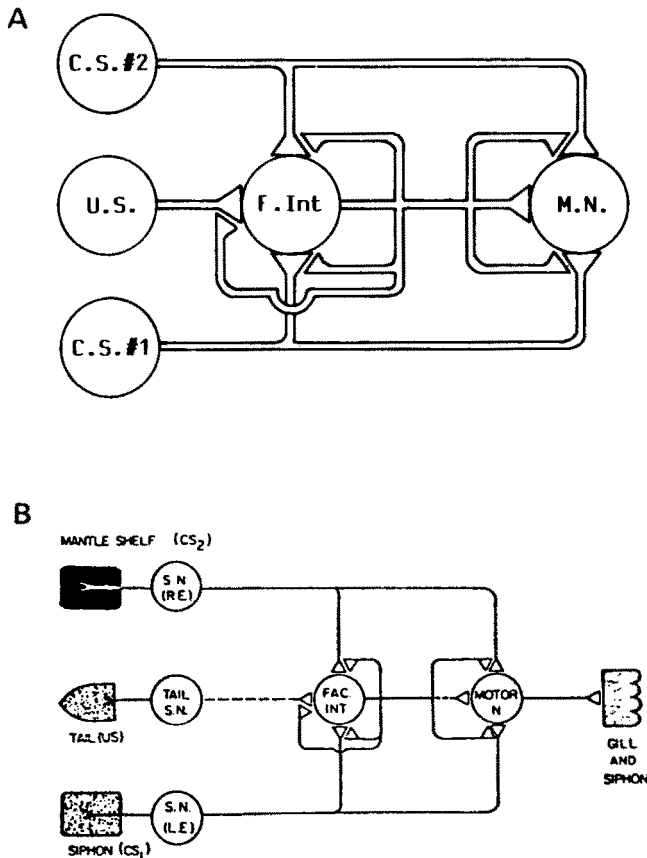 A
C.S.#2
U.S.
F.Int
M.N.
C.S.#1
B
MANTLE SHELF (CS2)
S.N.
(R.E.)
TAIL
S.N.
FAC.
INT
MOTOR
N
TAIL (US)
GILL
AND
SIPHON
S.N.
(L.E.)
SIPHON (CS1)